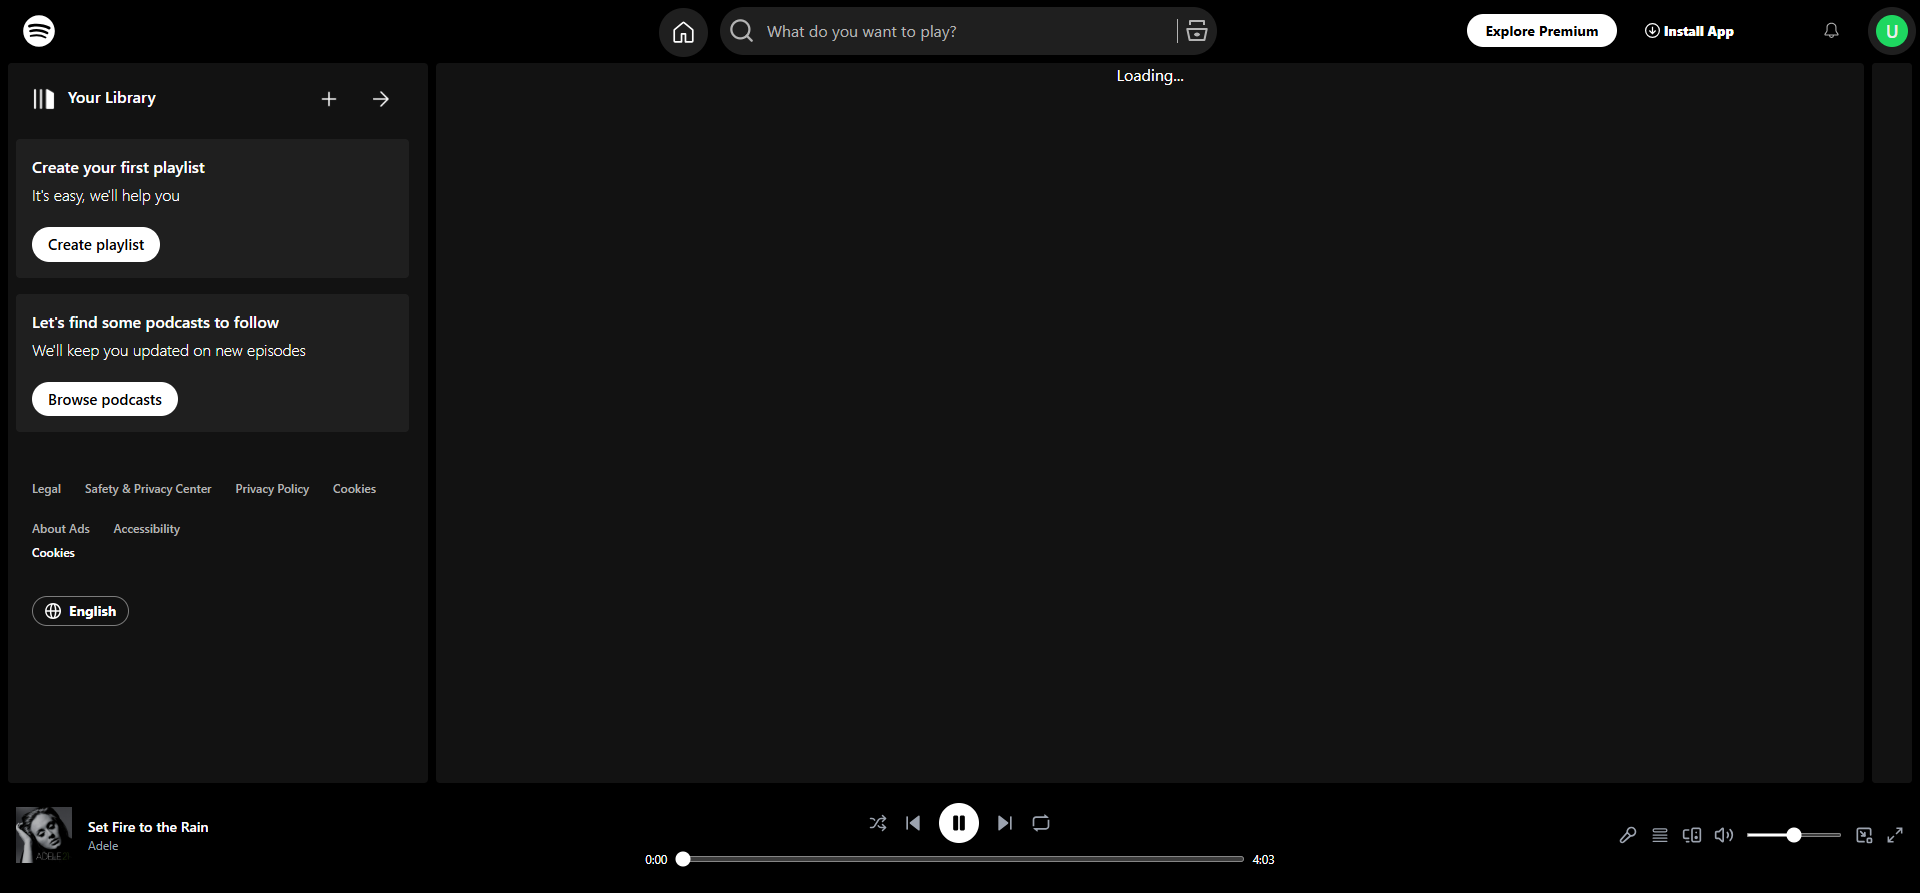 What do you want to play?
Explore Premium
Install App
U
Your Library
Loading...
Create your first playlist
It's easy, we'll help you
Create playlist
Let's find some podcasts to follow
We'll keep you updated on new episodes
Browse podcasts
Legal Safety & Privacy Center Privacy Policy Cookies
About Ads Accessibility
Cookies
English
Set Fire to the Rain
Adele
ADELE
0:00
4:03